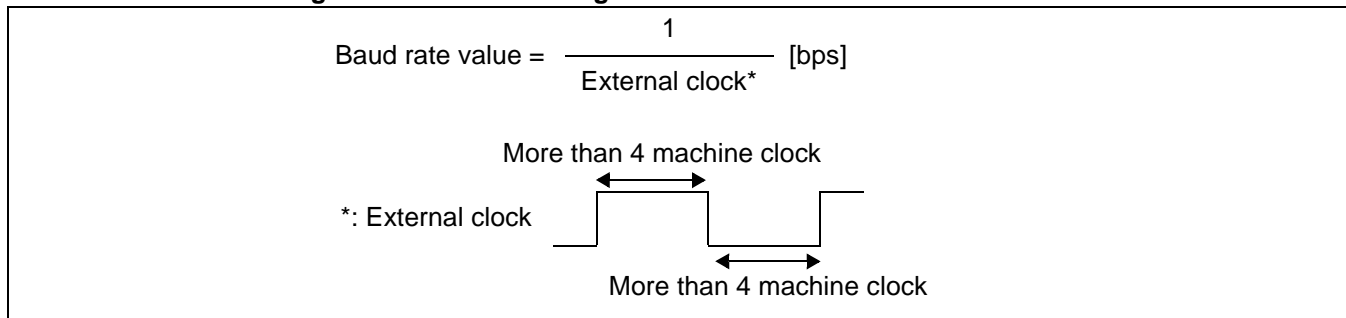 1
Baud rate value = [bps]
External clock*
More than 4 machine clock
*: External clock
More than 4 machine clock